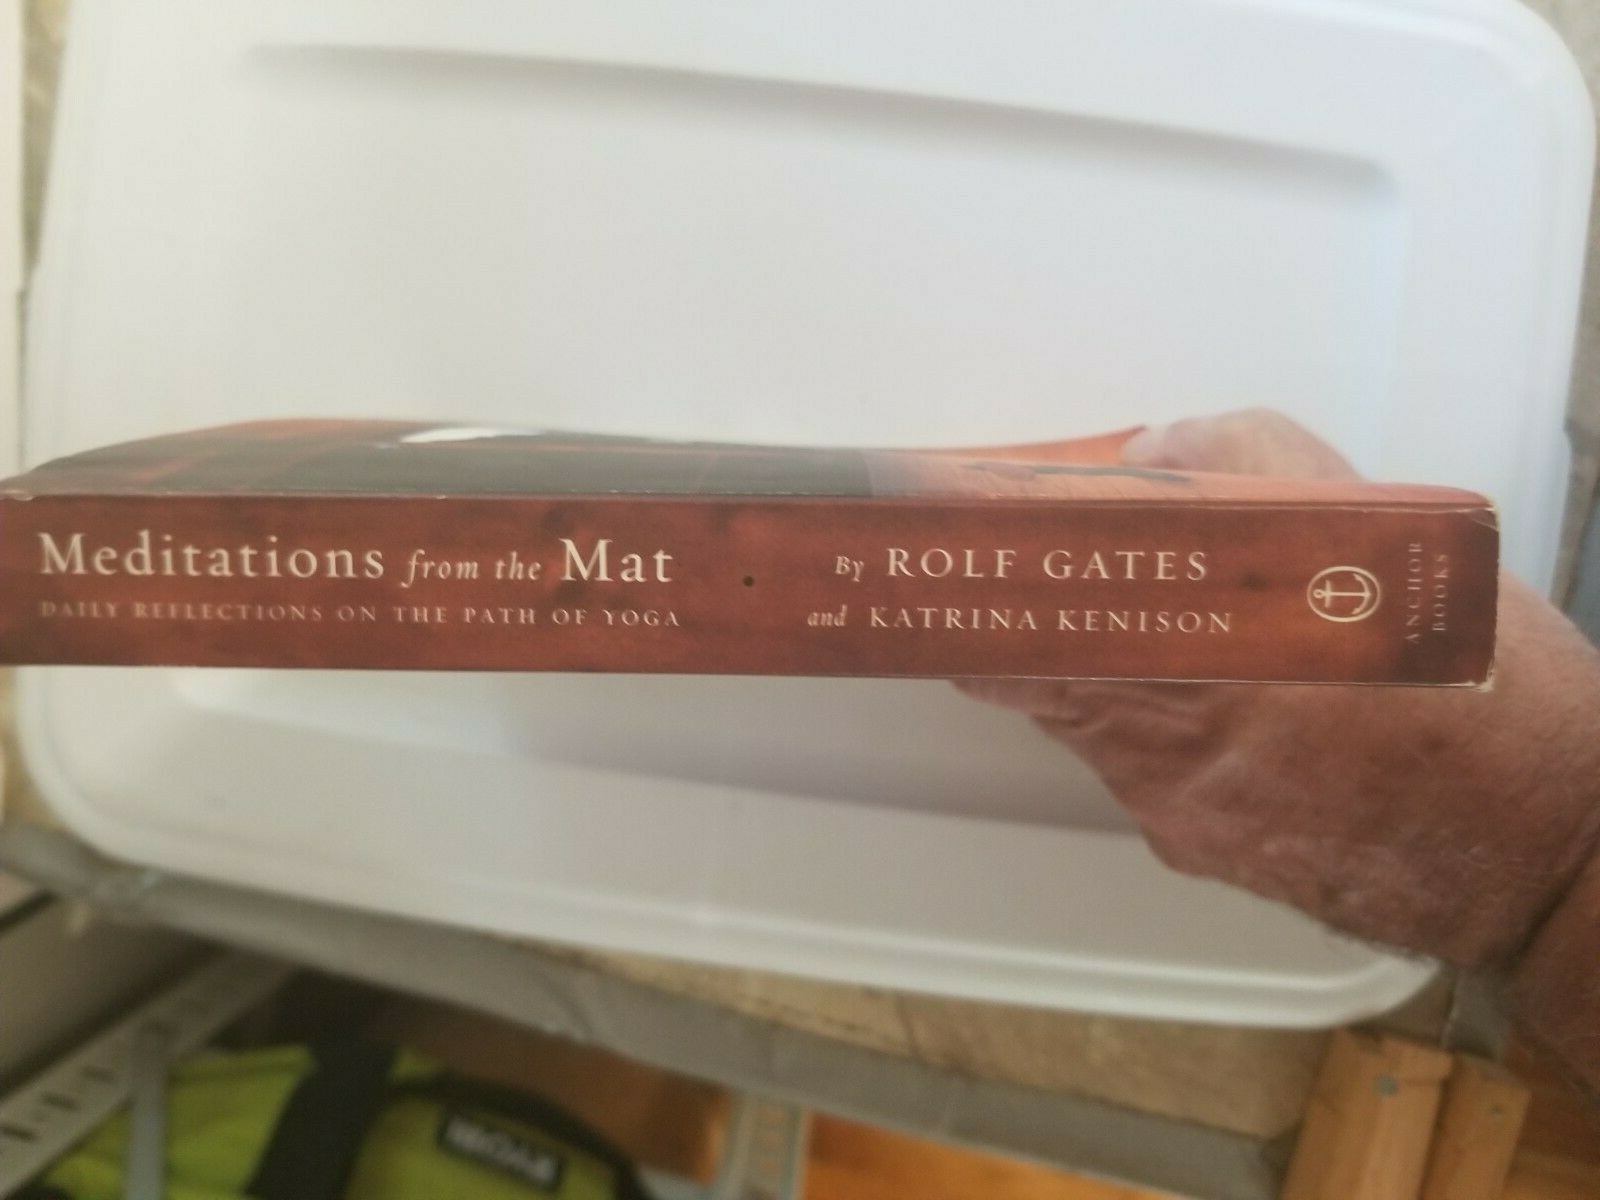 Meditations from the Mat
DAILY REFLECTIONS ON THE PATH OF YOGA
By ROLF GATES
and KATRINA KENISON
ANCHOR
BOOKS
RYOBI